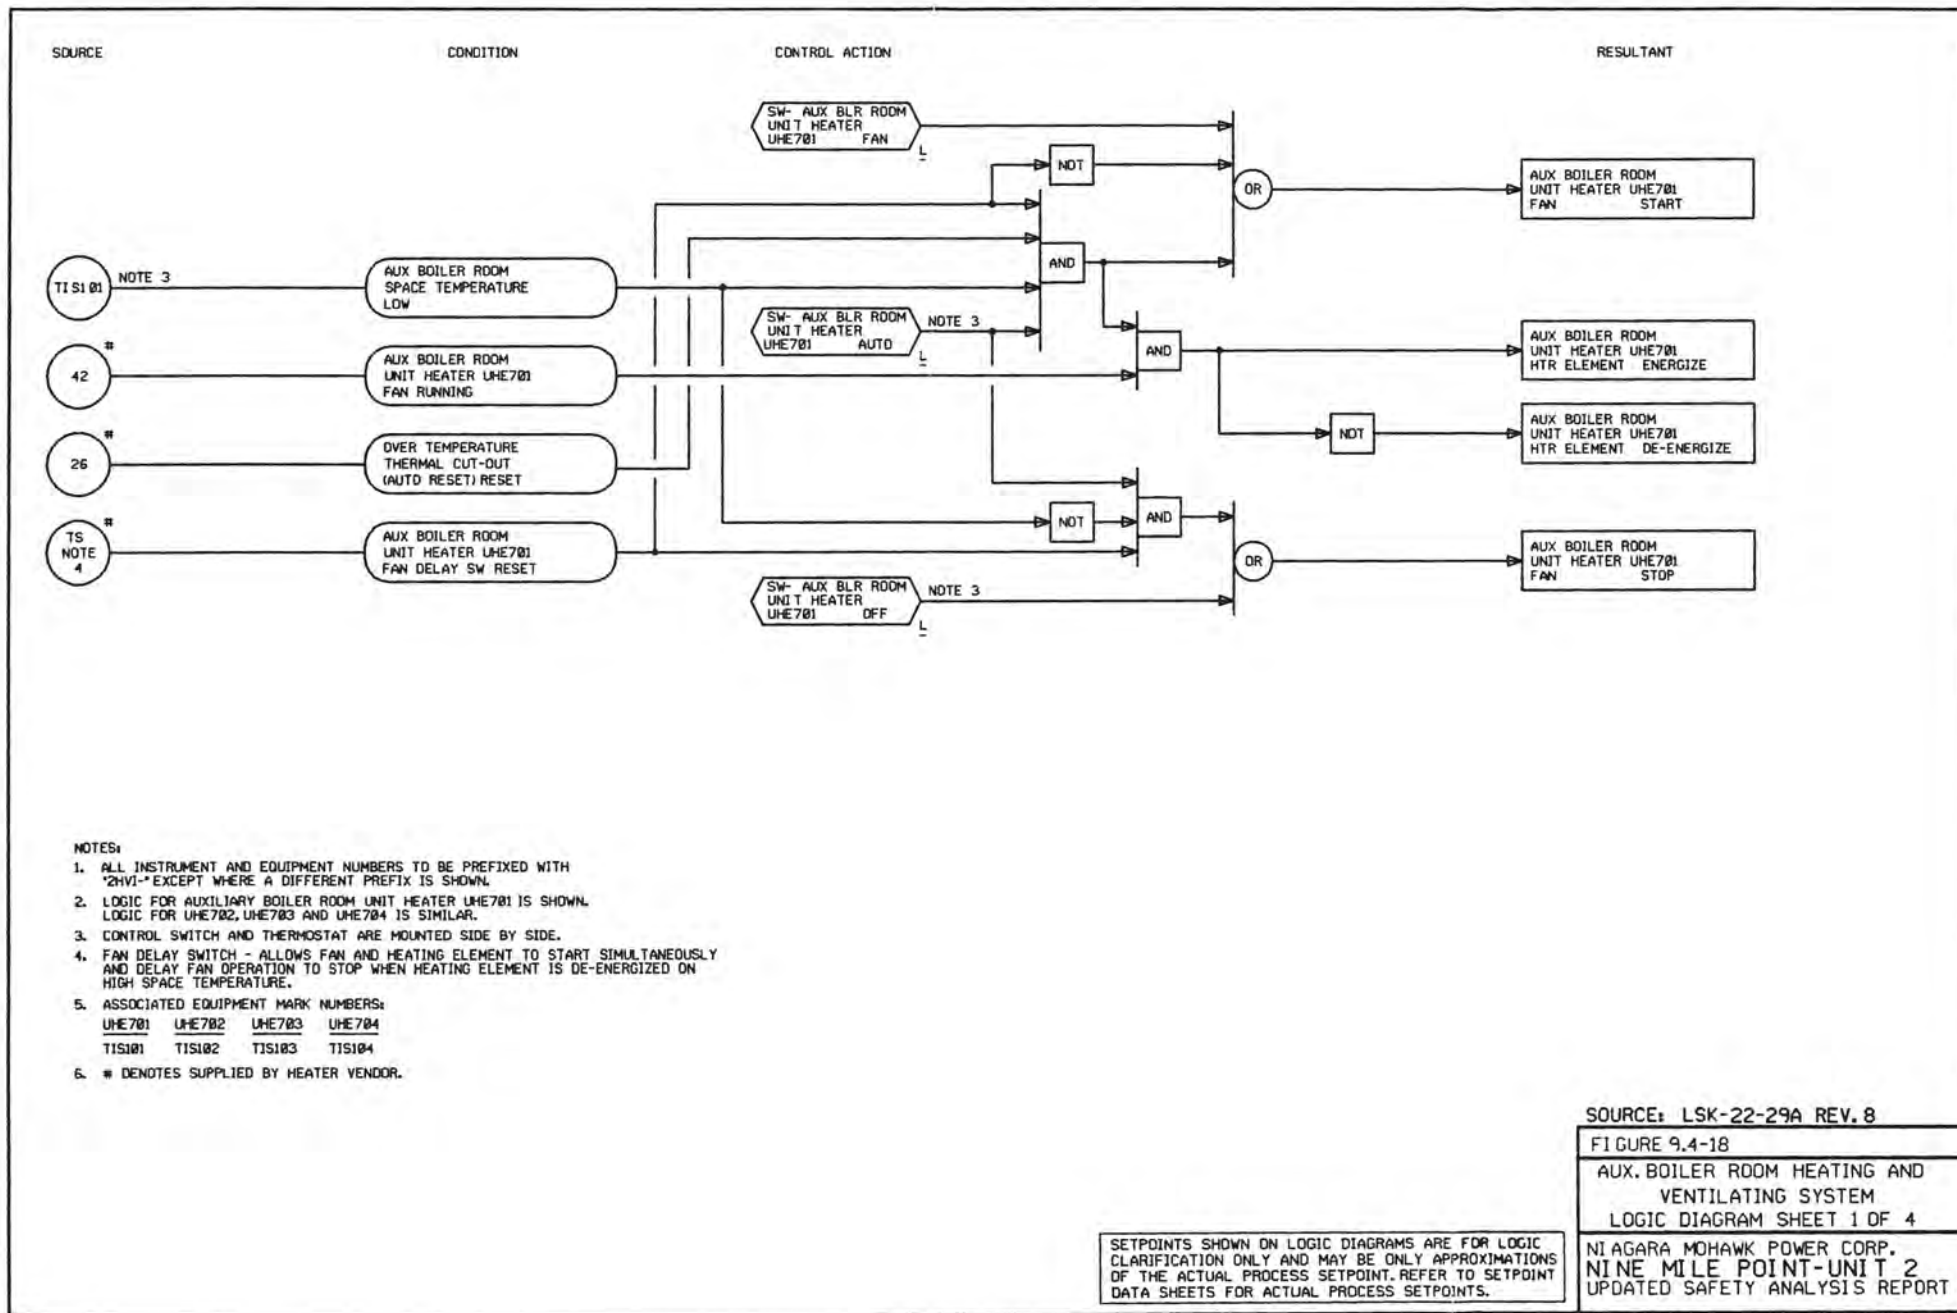 SOURCE
CONDITION
CONTROL ACTION
RESULTANT
SW- AUX BLR ROOM
UNIT HEATER
UHE701 FAN
L
NOT
OR
AUX BOILER ROOM
UNIT HEATER UHE701
FAN START
TIS101
NOTE 3
AUX BOILER ROOM
SPACE TEMPERATURE
LOW
AND
SW- AUX BLR ROOM
UNIT HEATER
UHE701 AUTO
L
NOTE 3
AND
AUX BOILER ROOM
UNIT HEATER UHE701
HTR ELEMENT ENERGIZE
42
#
AUX BOILER ROOM
UNIT HEATER UHE701
FAN RUNNING
NOT
AUX BOILER ROOM
UNIT HEATER UHE701
HTR ELEMENT DE-ENERGIZE
26
#
OVER TEMPERATURE
THERMAL CUT-OUT
(AUTO RESET) RESET
NOT
AND
TS
NOTE
4
#
AUX BOILER ROOM
UNIT HEATER UHE701
FAN DELAY SW RESET
OR
AUX BOILER ROOM
UNIT HEATER UHE701
FAN STOP
SW- AUX BLR ROOM
UNIT HEATER
UHE701 OFF
L
NOTE 3
NOTES:
1. ALL INSTRUMENT AND EQUIPMENT NUMBERS TO BE PREFIXED WITH
"2HVI-" EXCEPT WHERE A DIFFERENT PREFIX IS SHOWN.
2. LOGIC FOR AUXILIARY BOILER ROOM UNIT HEATER UHE701 IS SHOWN.
LOGIC FOR UHE702, UHE703 AND UHE704 IS SIMILAR.
3. CONTROL SWITCH AND THERMOSTAT ARE MOUNTED SIDE BY SIDE.
4. FAN DELAY SWITCH - ALLOWS FAN AND HEATING ELEMENT TO START SIMULTANEOUSLY
AND DELAY FAN OPERATION TO STOP WHEN HEATING ELEMENT IS DE-ENERGIZED ON
HIGH SPACE TEMPERATURE.
5. ASSOCIATED EQUIPMENT MARK NUMBERS:
UHE701 UHE702 UHE703 UHE704
TIS101 TIS102 TIS103 TIS104
6. # DENOTES SUPPLIED BY HEATER VENDOR.
SOURCE: LSK-22-29A REV. 8
FIGURE 9.4-18
AUX. BOILER ROOM HEATING AND
VENTILATING SYSTEM
LOGIC DIAGRAM SHEET 1 OF 4
SETPOINTS SHOWN ON LOGIC DIAGRAMS ARE FOR LOGIC
CLARIFICATION ONLY AND MAY BE ONLY APPROXIMATIONS
OF THE ACTUAL PROCESS SETPOINT. REFER TO SETPOINT
DATA SHEETS FOR ACTUAL PROCESS SETPOINTS.
NIAGARA MOHAWK POWER CORP.
NINE MILE POINT-UNIT 2
UPDATED SAFETY ANALYSIS REPORT